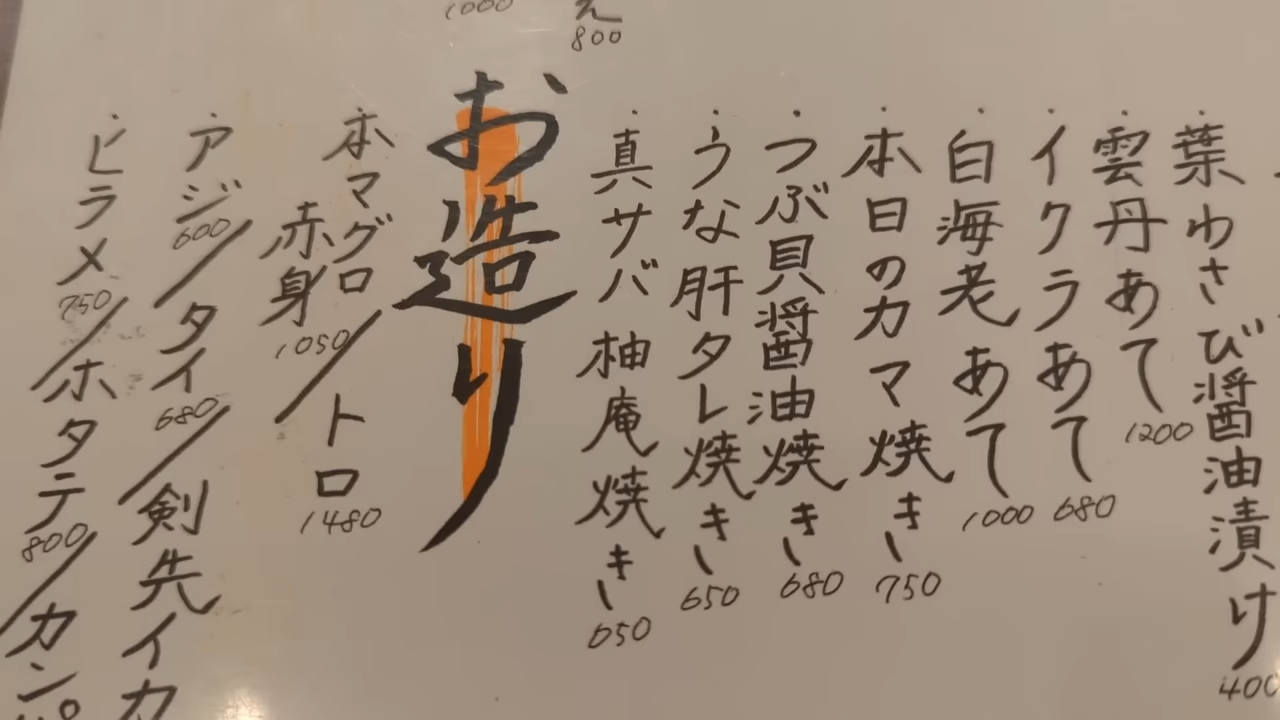 葉わさび醤油漬け 400
雲丹あて 1200
イクラあて 680
白海老あて 1000
本日のカマ焼き 750
つぶ貝醤油焼き 680
うな肝タレ焼き 650
真サバ 柚庵焼き 650
え 800
1000
お造り
本マグロ 赤身 1050/トロ 1480
アジ 600/タイ 680/剣先イカ
ヒラメ 750/ホタテ 800/カンパ